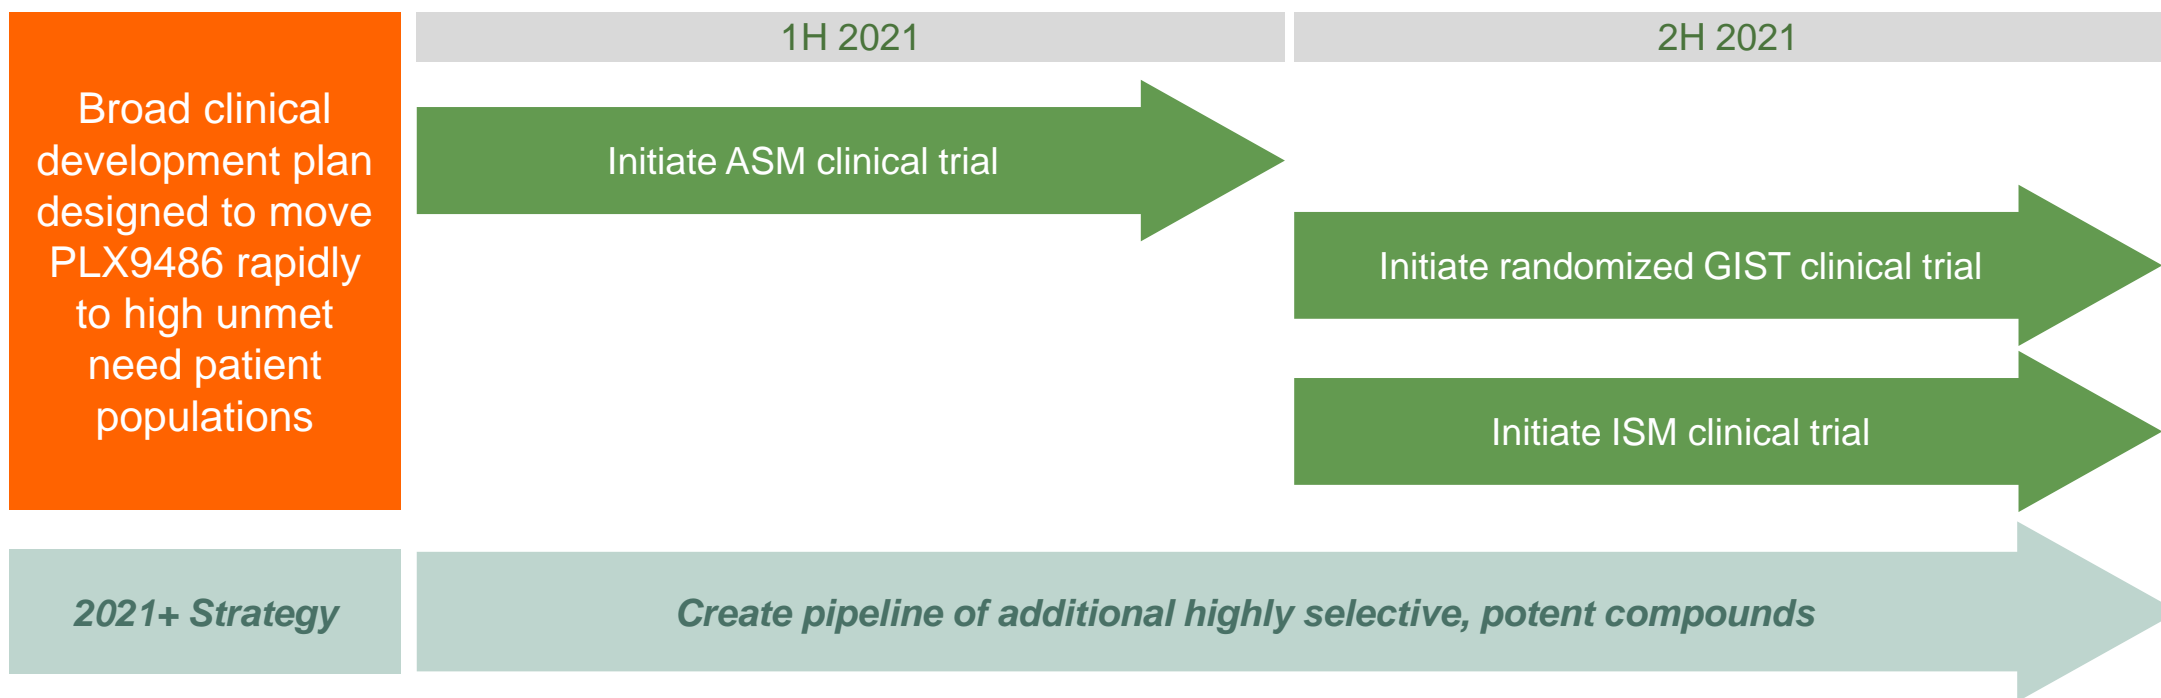 1H 2021
2H 2021
Broad clinical
development plan
designed to move
PLX9486 rapidly
to high unmet
need patient
populations
Initiate ASM clinical trial
Initiate randomized GIST clinical trial
Initiate ISM clinical trial
2021+ Strategy
Create pipeline of additional highly selective, potent compounds